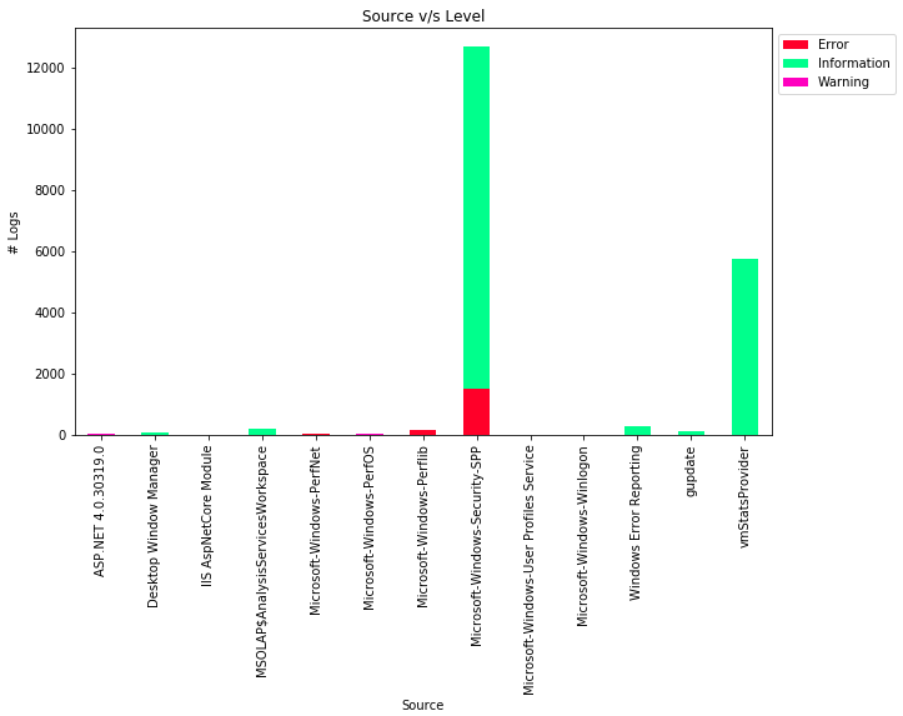 Source v/s Level
Error
Information
Warning
# Logs
12000
10000
8000
6000
4000
2000
0
ASP.NET 4.0.30319.0
Desktop Window Manager
IIS AspNetCore Module
MSOLAP$AnalysisServicesWorkspace
Microsoft-Windows-PerfNet
Microsoft-Windows-PerfOS
Microsoft-Windows-Perflib
Microsoft-Windows-Security-SPP
Microsoft-Windows-User Profiles Service
Microsoft-Windows-Winlogon
Windows Error Reporting
gupdate
vmStatsProvider
Source